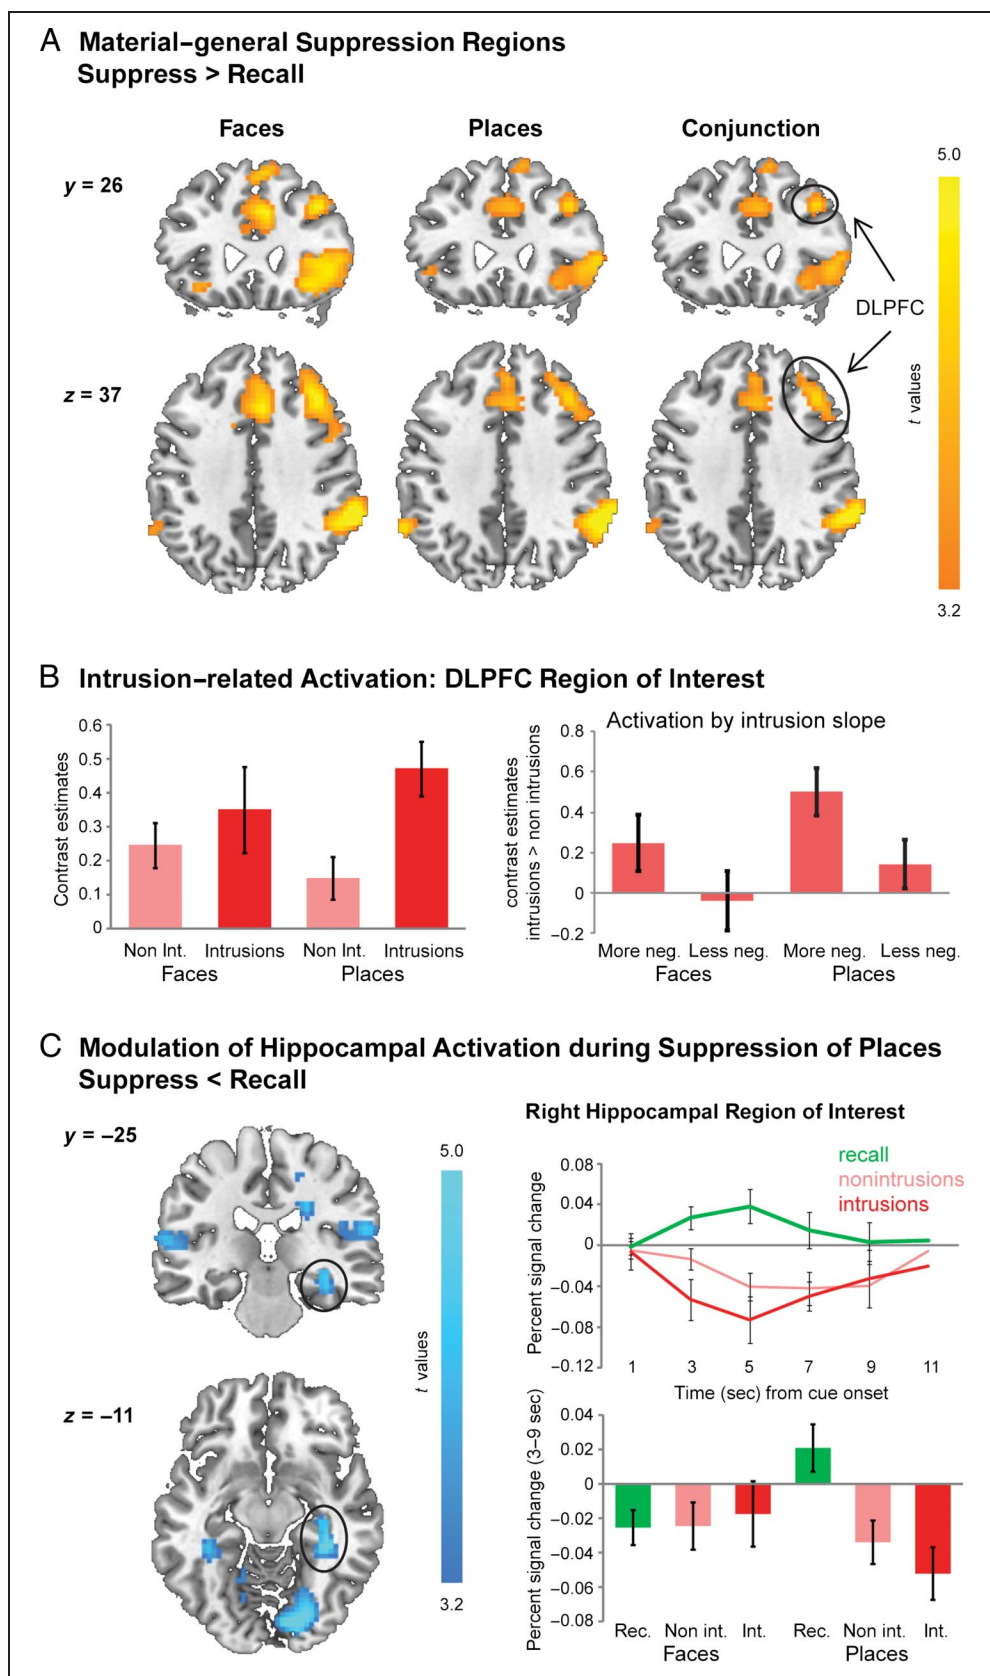 A Material–general Suppression Regions
Suppress > Recall
Faces Places Conjunction
y = 26
5.0
DLPFC
t values
z = 37
3.2
B Intrusion–related Activation: DLPFC Region of Interest
Contrast estimates
0.6
0.5
0.4
0.3
0.2
0.1
0
Non Int. Intrusions Non Int. Intrusions
Faces Places
Activation by intrusion slope
contrast estimates
intrusions > non intrusions
0.8
0.6
0.4
0.2
0
−0.2
More neg. Less neg. More neg. Less neg.
Faces Places
C Modulation of Hippocampal Activation during Suppression of Places
Suppress < Recall
y = −25
5.0
t values
z = −11
3.2
Right Hippocampal Region of Interest
recall
nonintrusions
intrusions
Percent signal change
0.08
0.04
0
−0.04
−0.08
−0.12
1 3 5 7 9 11
Time (sec) from cue onset
Percent signal change (3–9 sec)
0.04
0.02
0
−0.02
−0.04
−0.06
−0.08
Rec. Non int. Int. Rec. Non int. Int.
Faces Places